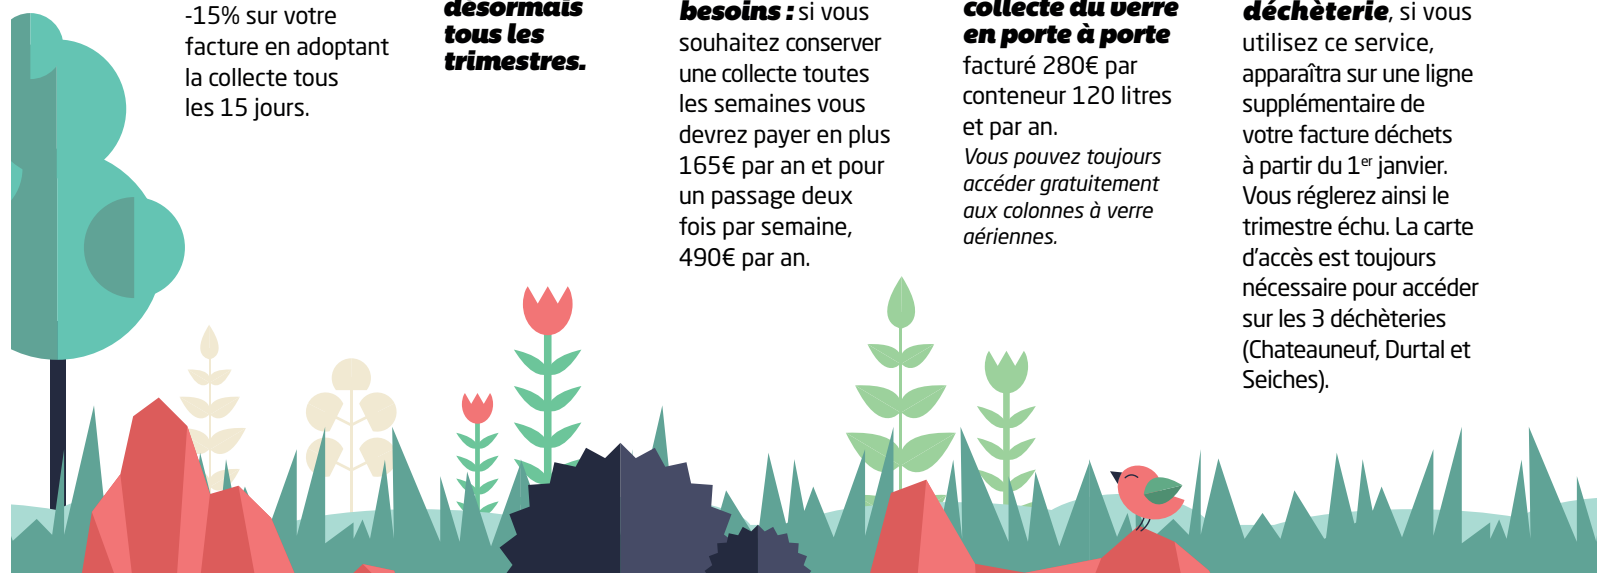 -15% sur votre
facture en adoptant
la collecte tous
les 15 jours.
désormais
tous les
trimestres.
besoins : si vous
souhaitez conserver
une collecte toutes
les semaines vous
devrez payer en plus
165€ par an et pour
un passage deux
fois par semaine,
490€ par an.
collecte du verre
en porte à porte
facturé 280€ par
conteneur 120 litres
et par an.
Vous pouvez toujours
accéder gratuitement
aux colonnes à verre
aériennes.
déchèterie, si vous
utilisez ce service,
apparaîtra sur une ligne
supplémentaire de
votre facture déchets
à partir du 1er janvier.
Vous réglerez ainsi le
trimestre échu. La carte
d'accès est toujours
nécessaire pour accéder
sur les 3 déchèteries
(Chateauneuf, Durtal et
Seiches).